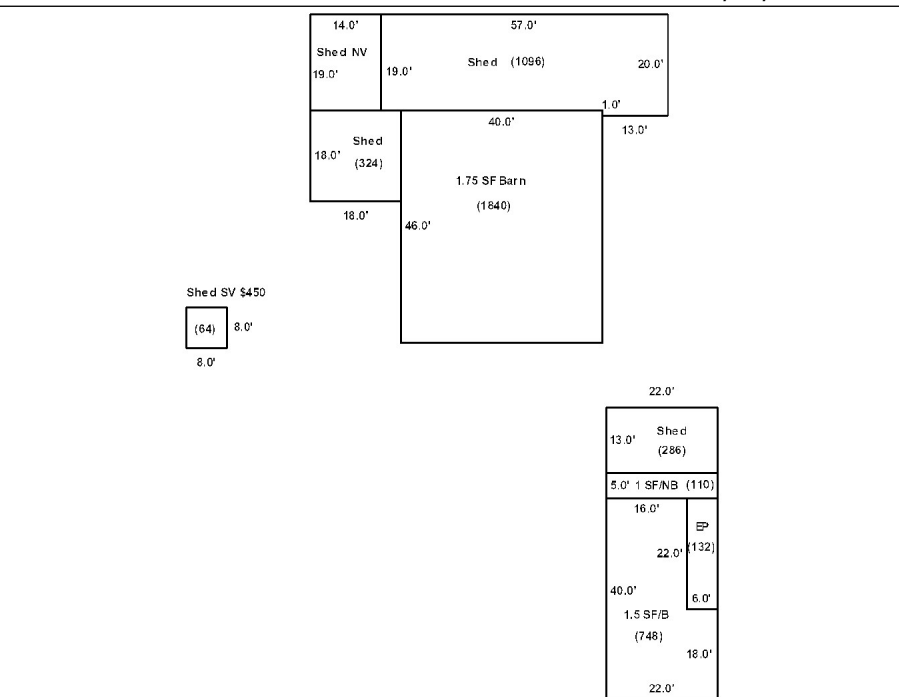 14.0' 57.0'
Shed NV
Shed (1096)
19.0' 19.0' 20.0'
1.0'
40.0' 13.0'
Shed
18.0' (324)
1.75 SF Barn
(1840)
18.0'
46.0'
Shed SV $450
(64) 8.0'
8.0'
22.0'
Shed
13.0' (286)
5.0' 1 SF/NB (110)
16.0'
EP
22.0' (132)
40.0' 6.0'
1.5 SF/B
(748)
18.0'
22.0'